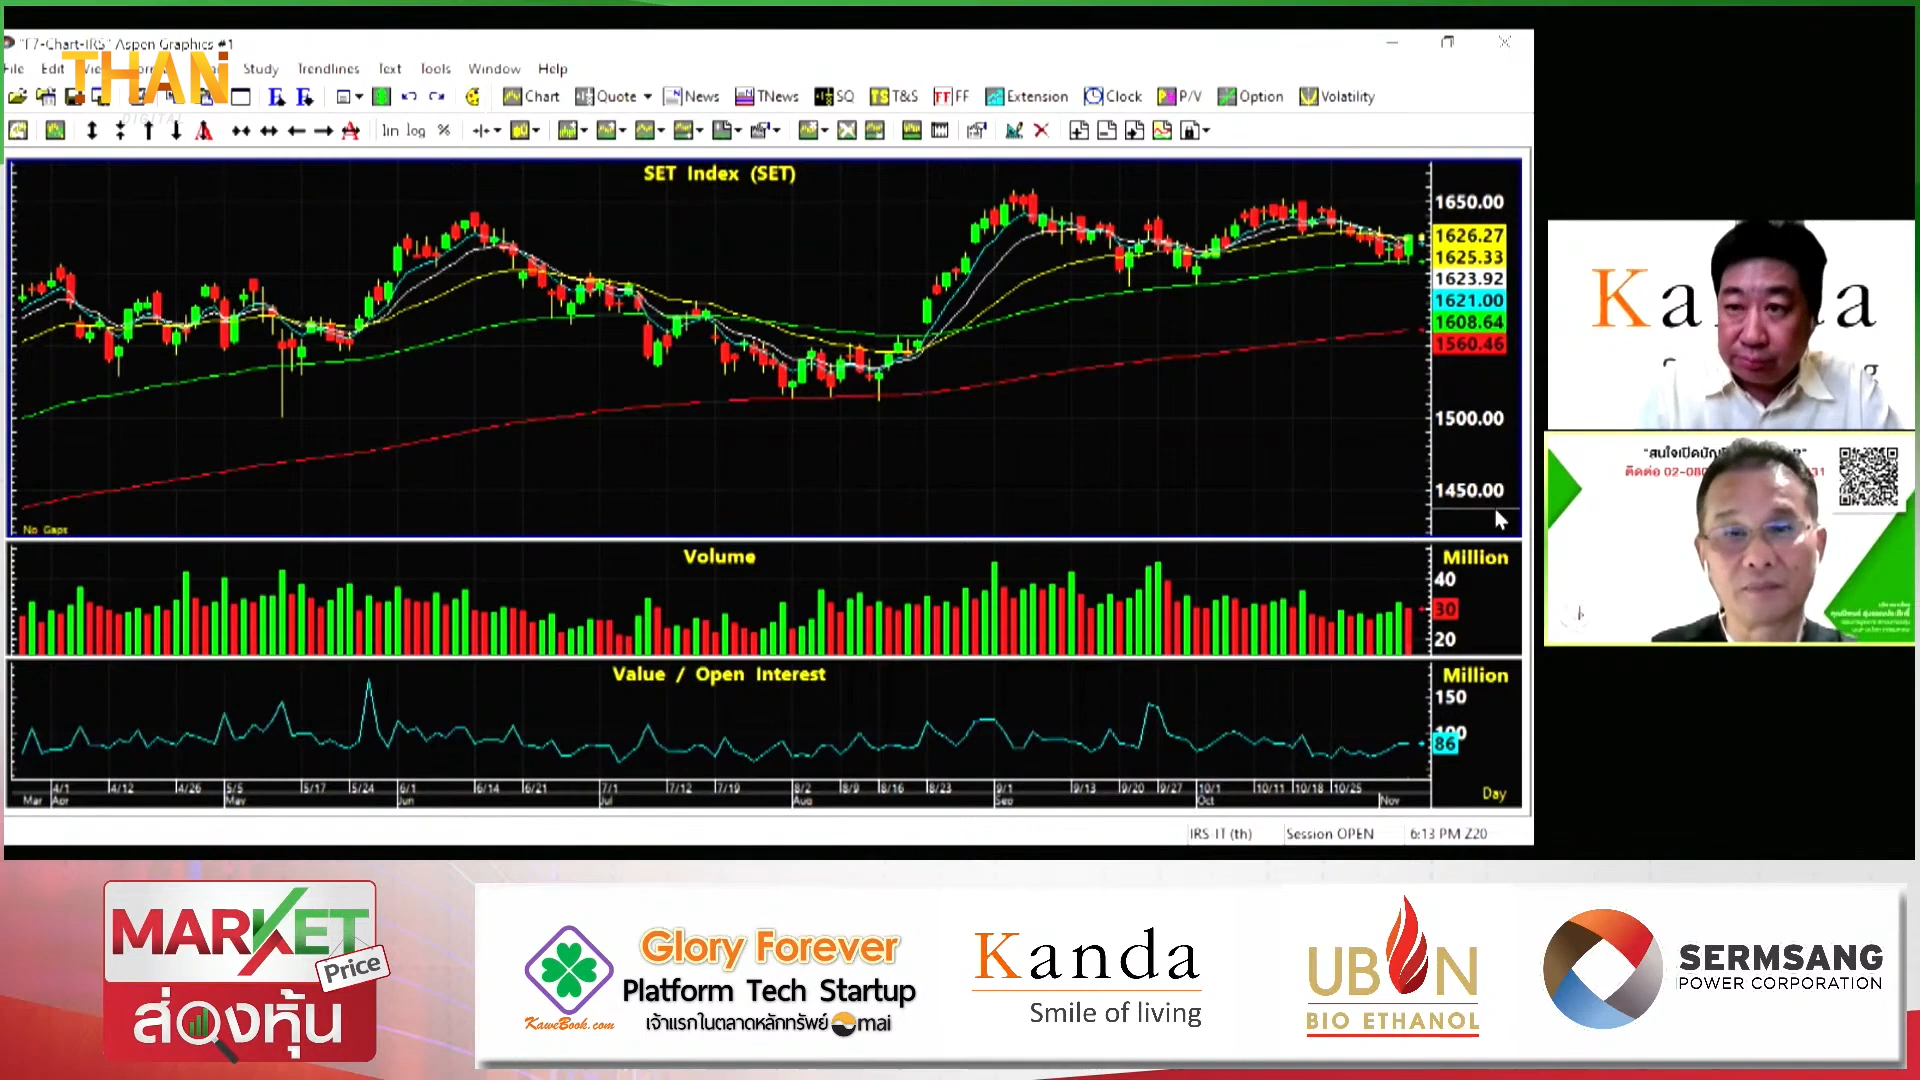 "F7-Chart-IRS" Aspen Graphics #1
THAN
DIGITAL
File Edit Study Trendlines Text Tools Window Help
Chart Quote News TNews SQ T&S FF Extension Clock P/V Option Volatility
lin log %
SET Index (SET)
1650.00
1626.27
1625.33
1623.92
1621.00
1608.64
1560.46
1500.00
1450.00
No Gaps
Volume
Million
40
30
20
Value / Open Interest
Million
150
100
86
4/1 4/12 4/26 5/5 5/17 5/24 6/1 6/14 6/21 7/1 7/12 7/19 8/2 8/9 8/16 8/23 9/1 9/13 9/20 9/27 10/1 10/11 10/18 10/25
Mar Apr May Jun Jul Aug Sep Oct Nov
Day
IRS-IT (th) Session OPEN 6:13 PM Z20
Kanda
"สนใจเปิดบัญ
ติดต่อ 02-08
31
MARKET
Price
ส่องหุ้น
KaweBook.com
Glory Forever
Platform Tech Startup
เจ้าแรกในตลาดหลักทรัพย์ mai
Kanda
Smile of living
UBON
BIO ETHANOL
SERMSANG
POWER CORPORATION